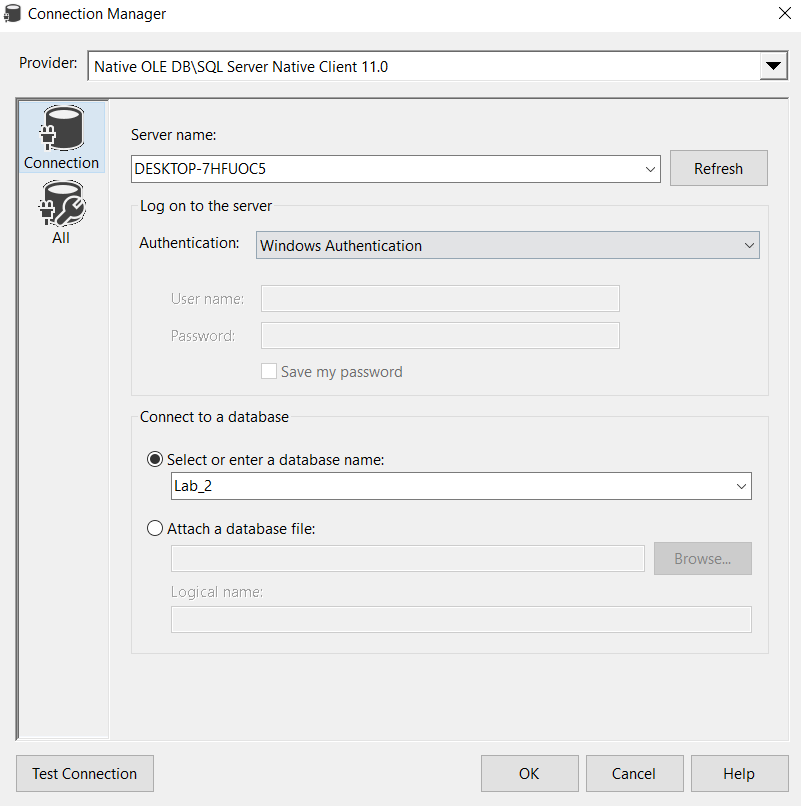 Connection Manager
Provider: Native OLE DB\SQL Server Native Client 11.0
Connection
All
Server name:
DESKTOP-7HFUOC5 Refresh
Log on to the server
Authentication: Windows Authentication
User name:
Password:
Save my password
Connect to a database
Select or enter a database name:
Lab_2
Attach a database file:
Browse...
Logical name:
Test Connection OK Cancel Help